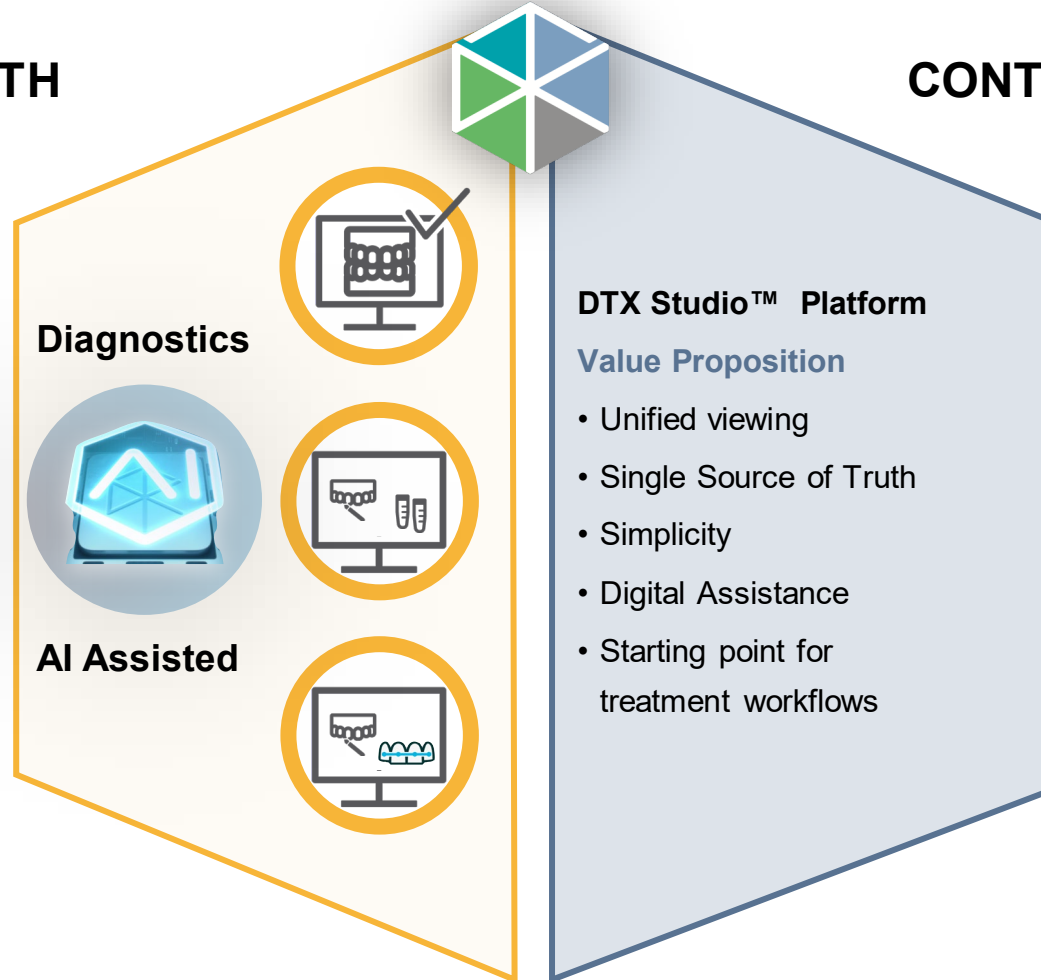 TH
CONT
Diagnostics
AI
AI Assisted
DTX Studio™ Platform
Value Proposition
• Unified viewing
• Single Source of Truth
• Simplicity
• Digital Assistance
• Starting point for
treatment workflows